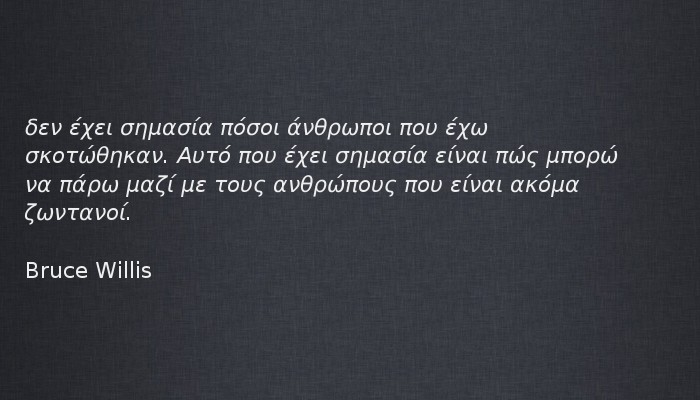 δεν έχει σημασία πόσοι άνθρωποι που έχω
σκοτώθηκαν. Αυτό που έχει σημασία είναι πώς μπορώ
να πάρω μαζί με τους ανθρώπους που είναι ακόμα
ζωντανοί.
Bruce Willis